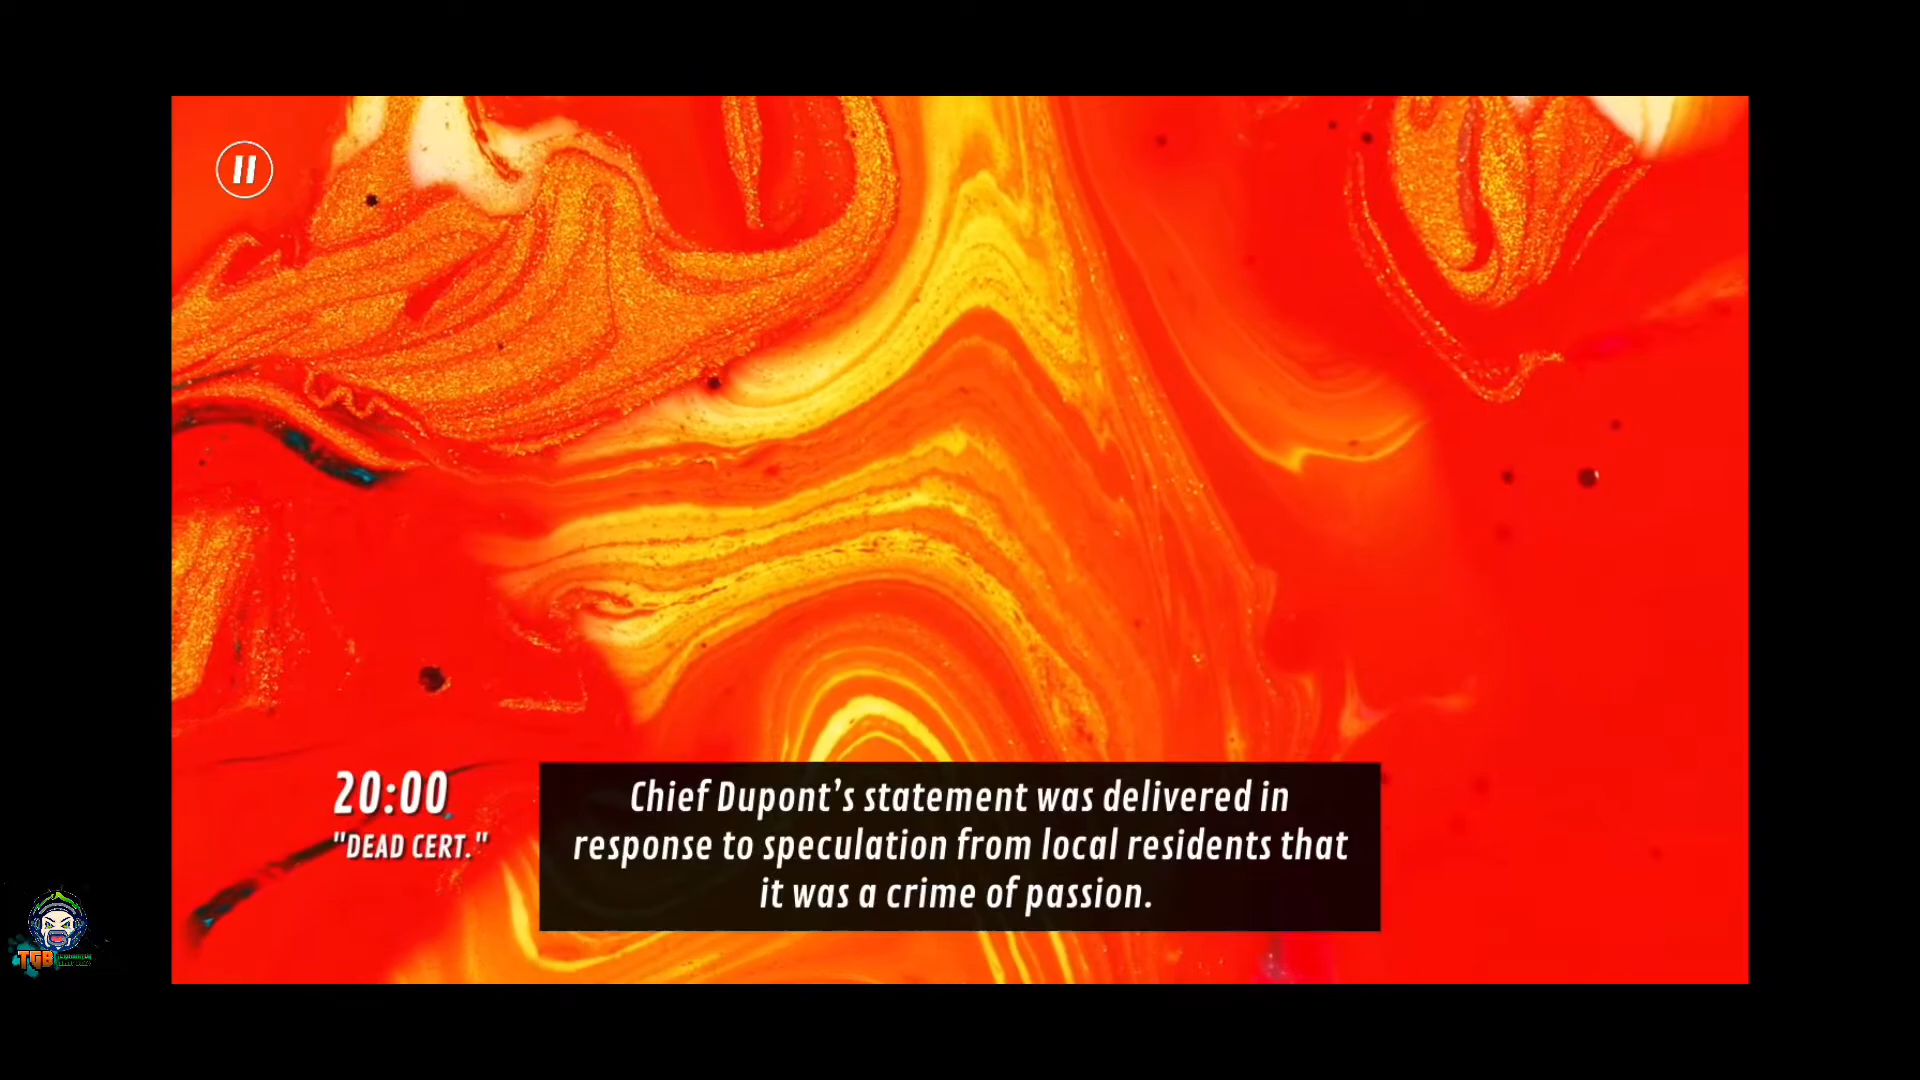 20:00
"DEAD CERT."
Chief Dupont’s statement was delivered in
response to speculation from local residents that
it was a crime of passion.
TGB